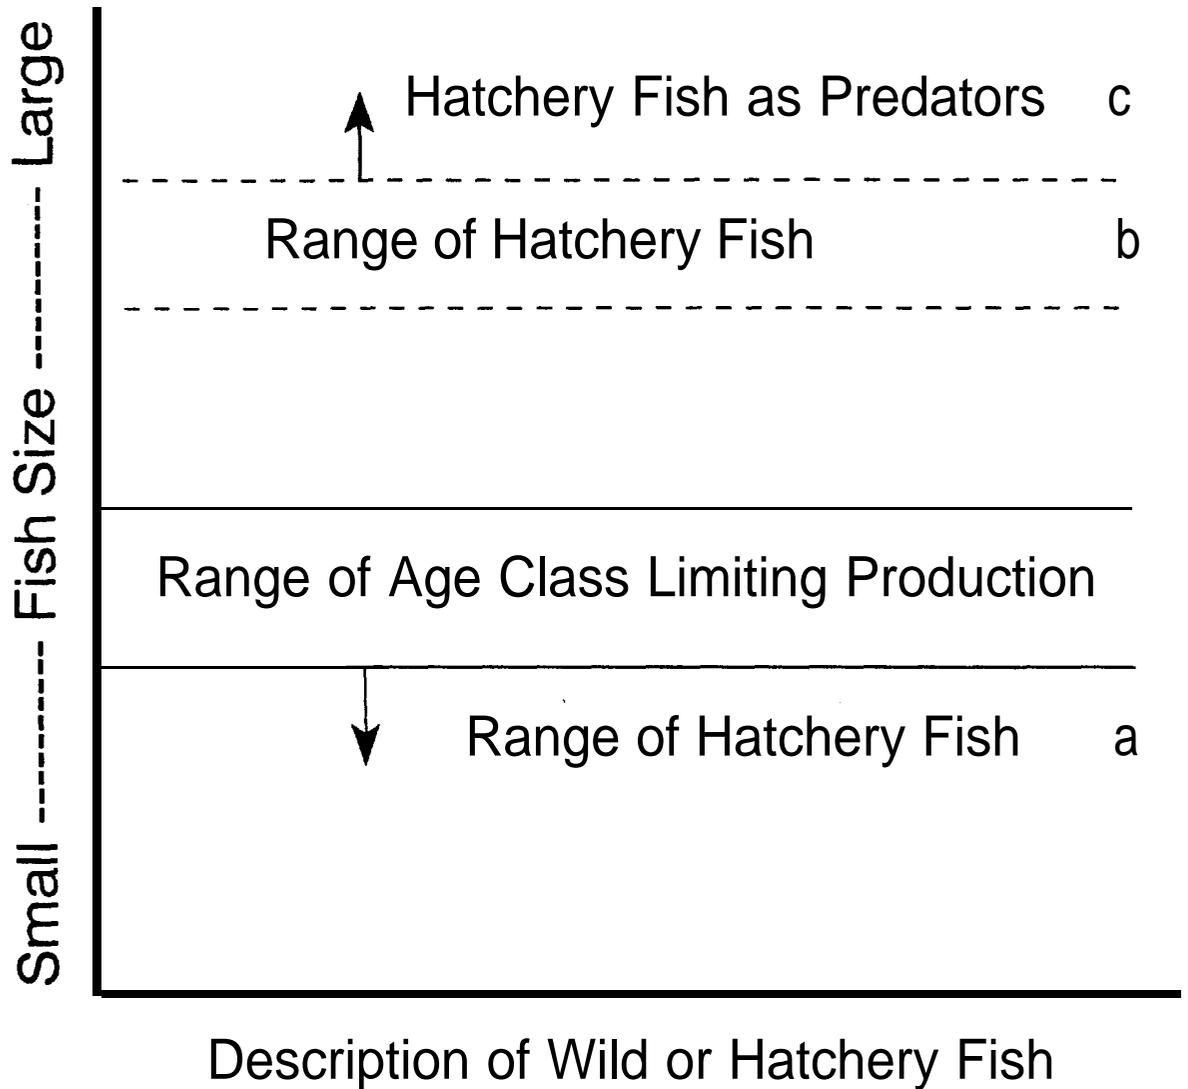 Small ---------- Fish Size ---------- Large
Hatchery Fish as Predators c
Range of Hatchery Fish b
Range of Age Class Limiting Production
Range of Hatchery Fish a
Description of Wild or Hatchery Fish